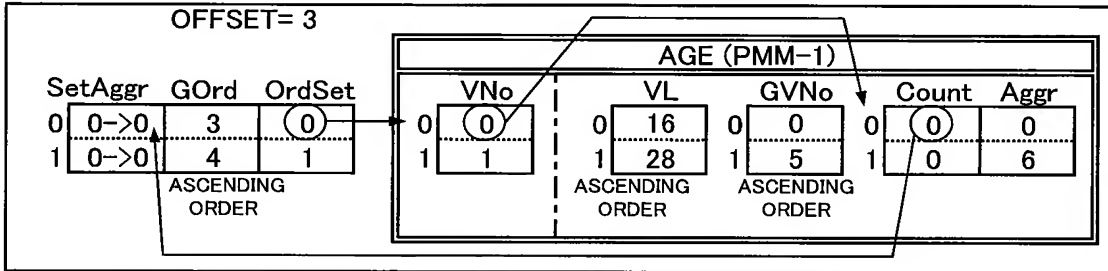 OFFSET= 3
AGE (PMM-1)
SetAggr GOrd OrdSet VNo VL GVNo Count Aggr
0 0->0 3 0 0 0 0 16 0 0 0 0 0
1 0->0 4 1 1 1 1 28 1 5 1 0 6
ASCENDING ASCENDING ASCENDING
ORDER ORDER ORDER